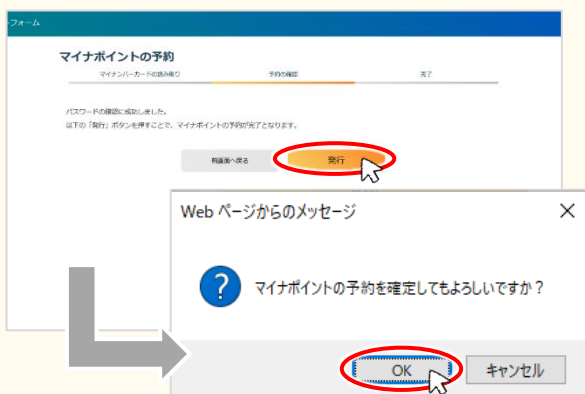 -フォーム
マイナポイントの予約
マイナンバーカードの読み取り
予約の確認
完了
パスワードの確認に成功しました。
以下の「発行」ボタンを押すことで、マイナポイントの予約が完了となります。
前画面へ戻る
発行
Web ページからのメッセージ
マイナポイントの予約を確定してもよろしいですか?
OK
キャンセル